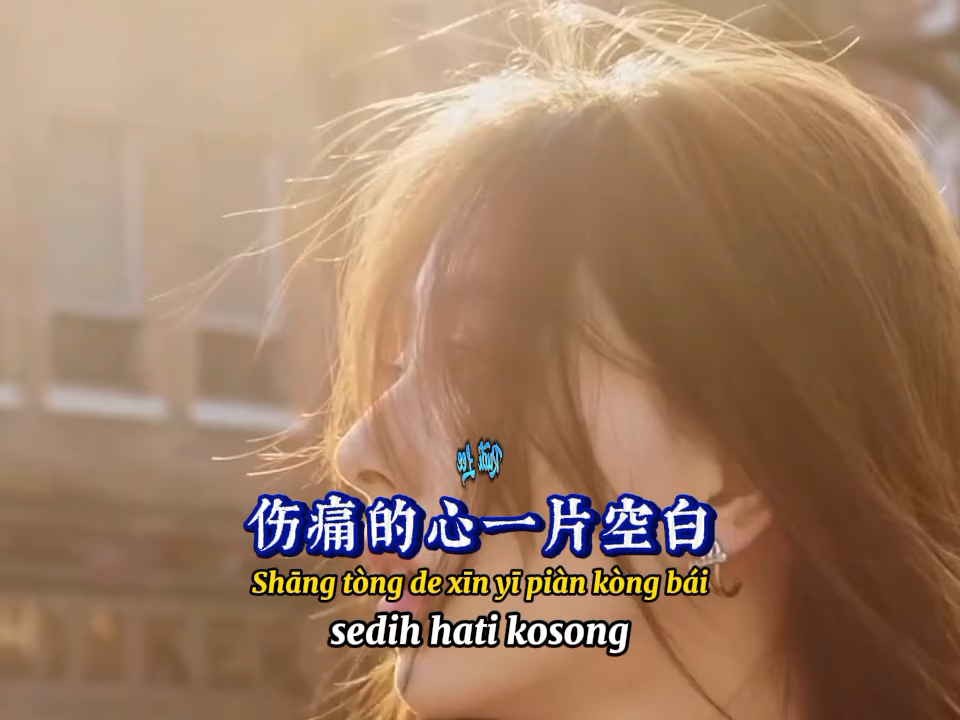 伤痛的心一片空白
Shāng tòng de xīn yī piàn kòng bái
sedih hati kosong